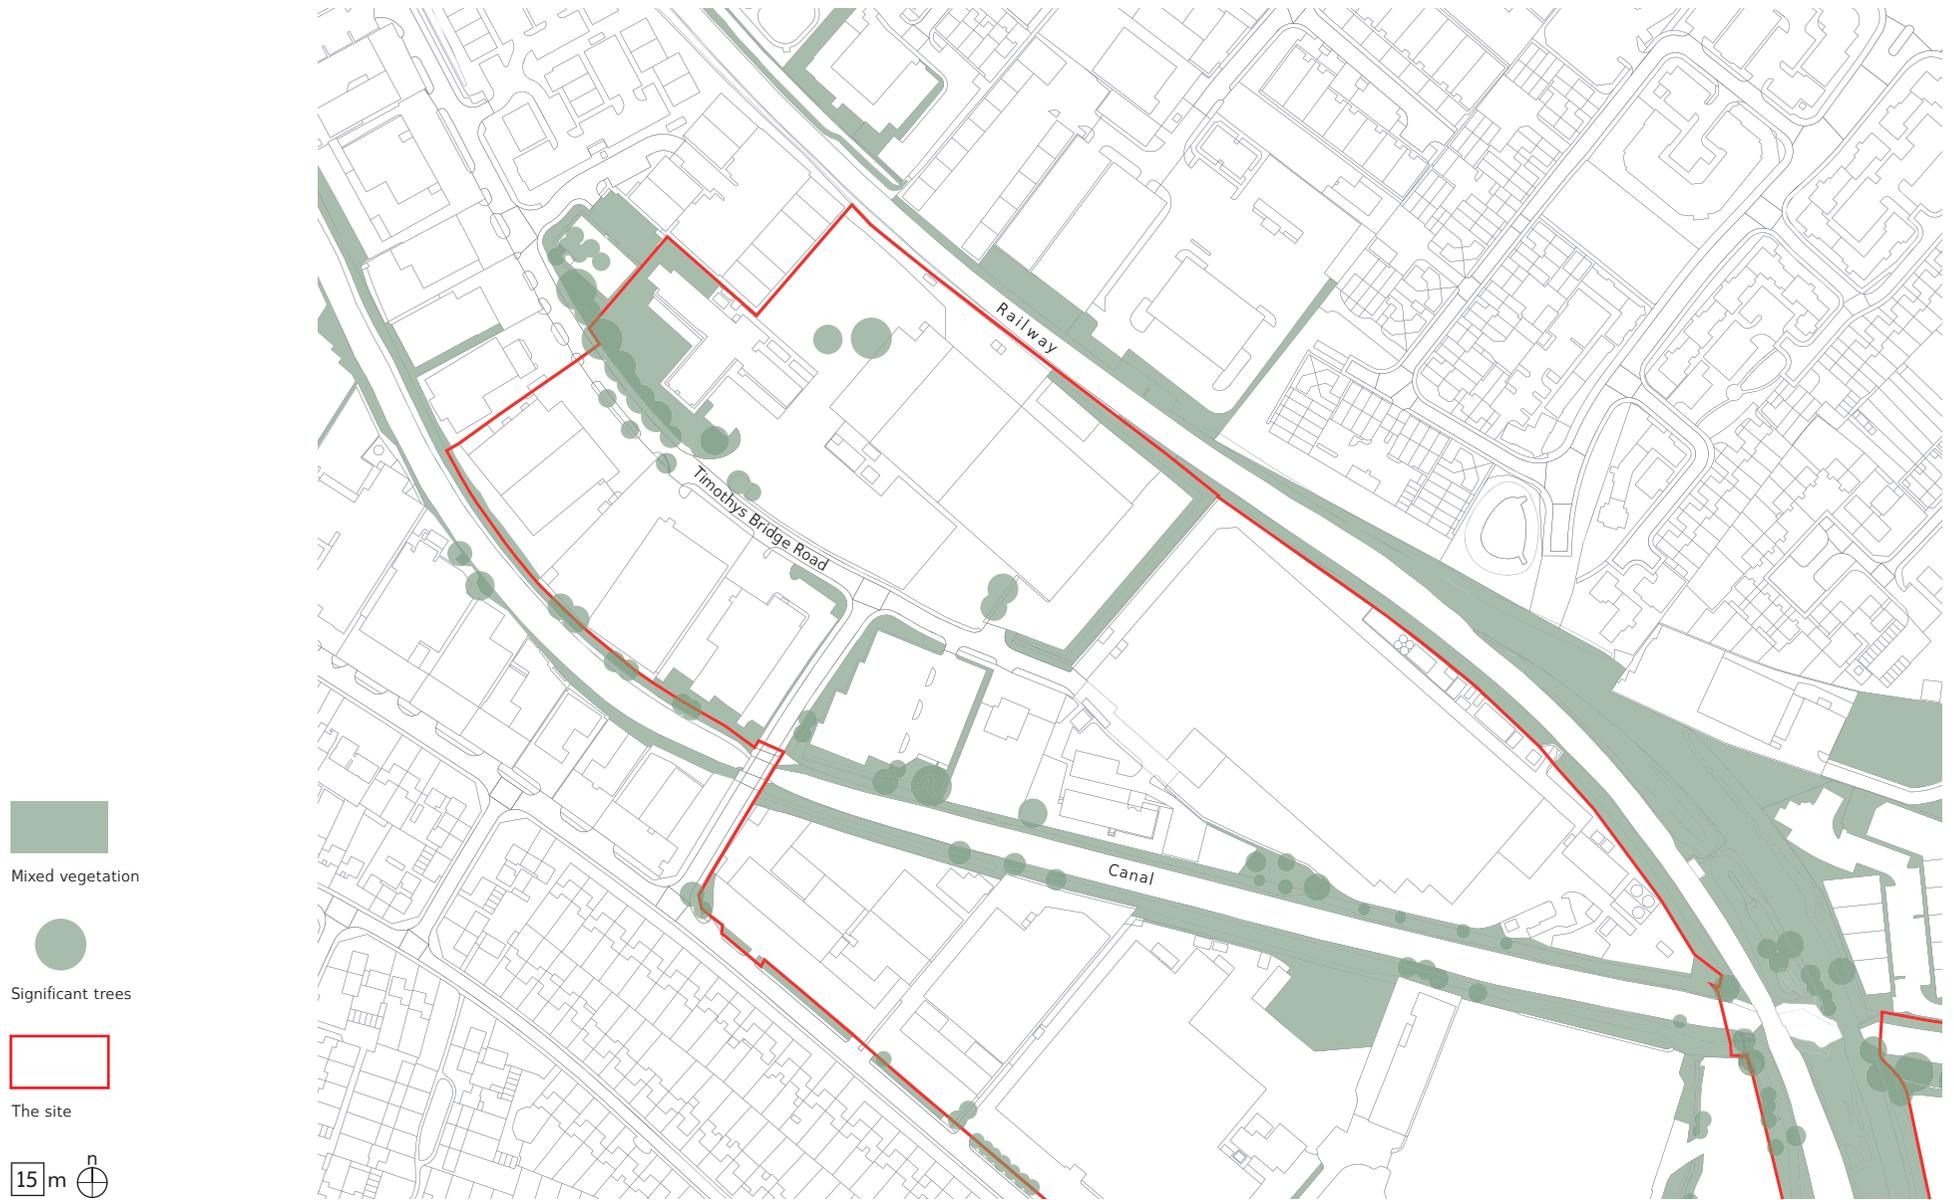 Railway
Timothys Bridge Road
Canal
Mixed vegetation
Significant trees
The site
n
15 m